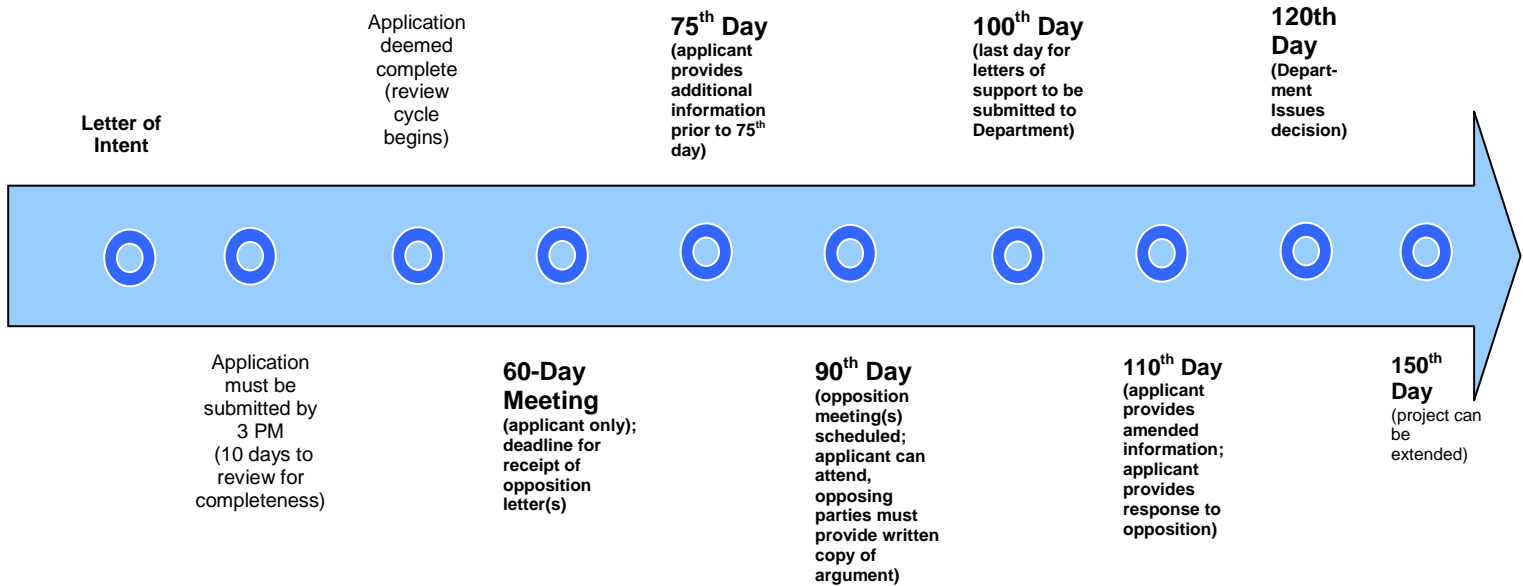 Letter of
Intent
Application
must be
submitted by
3 PM
(10 days to
review for
completeness)
Application
deemed
complete
(review
cycle
begins)
60-Day
Meeting
(applicant only);
deadline for
receipt of
opposition
letter(s)
75th Day
(applicant
provides
additional
information
prior to 75th
day)
90th Day
(opposition
meeting(s)
scheduled;
applicant can
attend,
opposing
parties must
provide written
copy of
argument)
100th Day
(last day for
letters of
support to be
submitted to
Department)
110th Day
(applicant
provides
amended
information;
applicant
provides
response to
opposition)
120th
Day
(Depart-
ment
Issues
decision)
150th
Day
(project can
be
extended)